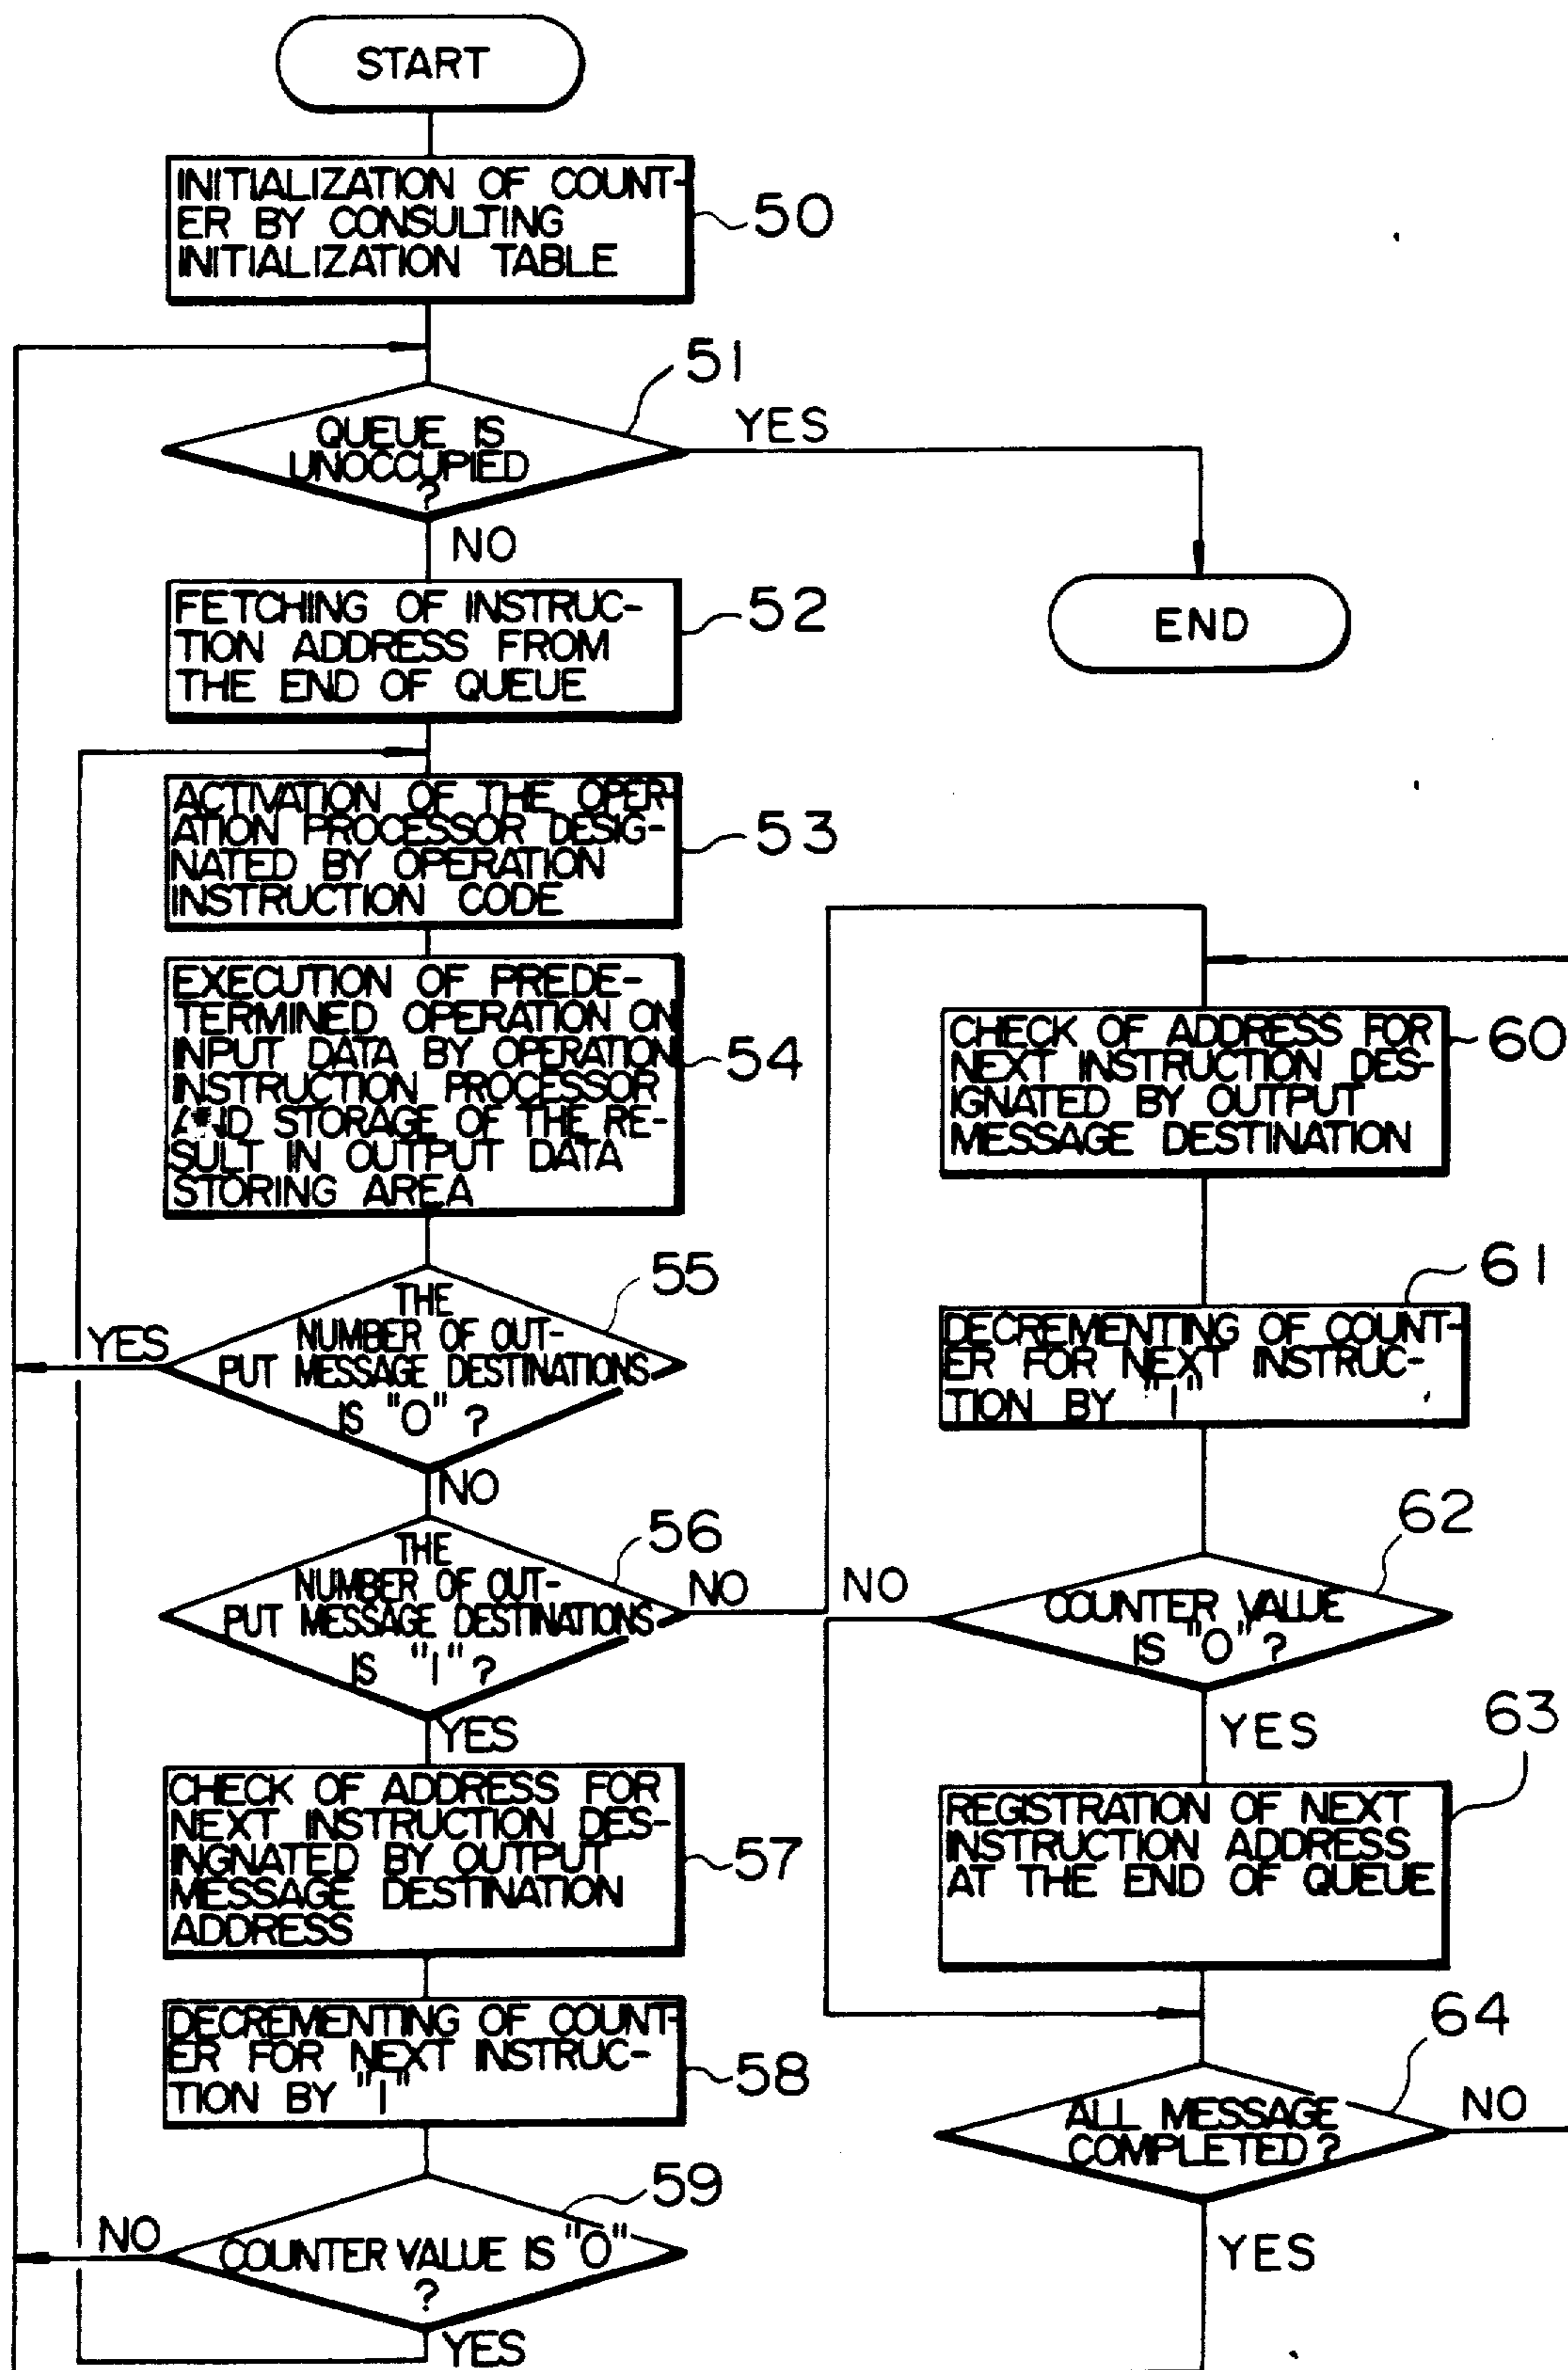 START
INITIALIZATION OF COUNT-
ER BY CONSULTING
INITIALIZATION TABLE
50
51
QUEUE IS
UNOCCUPIED
?
YES
NO
END
FETCHING OF INSTRUC-
TION ADDRESS FROM
THE END OF QUEUE
52
ACTIVATION OF THE OPER-
ATION PROCESSOR DESIG-
NATED BY OPERATION
INSTRUCTION CODE
53
EXECUTION OF PREDE-
TERMINED OPERATION ON
INPUT DATA BY OPERATION
INSTRUCTION PROCESSOR
AND STORAGE OF THE RE-
SULT IN OUTPUT DATA
STORING AREA
54
55
THE
NUMBER OF OUT-
PUT MESSAGE DESTINATIONS
IS "0" ?
YES
NO
56
THE
NUMBER OF OUT-
PUT MESSAGE DESTINATIONS
IS "1" ?
NO
YES
CHECK OF ADDRESS FOR
NEXT INSTRUCTION DES-
INGNATED BY OUTPUT
MESSAGE DESTINATION
ADDRESS
57
DECREMENTING OF COUNT-
ER FOR NEXT INSTRUC-
TION BY "1"
58
59
COUNTER VALUE IS "0"
?
NO
YES
CHECK OF ADDRESS FOR
NEXT INSTRUCTION DES-
IGNATED BY OUTPUT
MESSAGE DESTINATION
60
61
DECREMENTING OF COUNT-
ER FOR NEXT INSTRUC-
TION BY "1"
62
COUNTER VALUE
IS "0" ?
NO
YES
63
REGISTRATION OF NEXT
INSTRUCTION ADDRESS
AT THE END OF QUEUE
64
ALL MESSAGE
COMPLETED ?
NO
YES